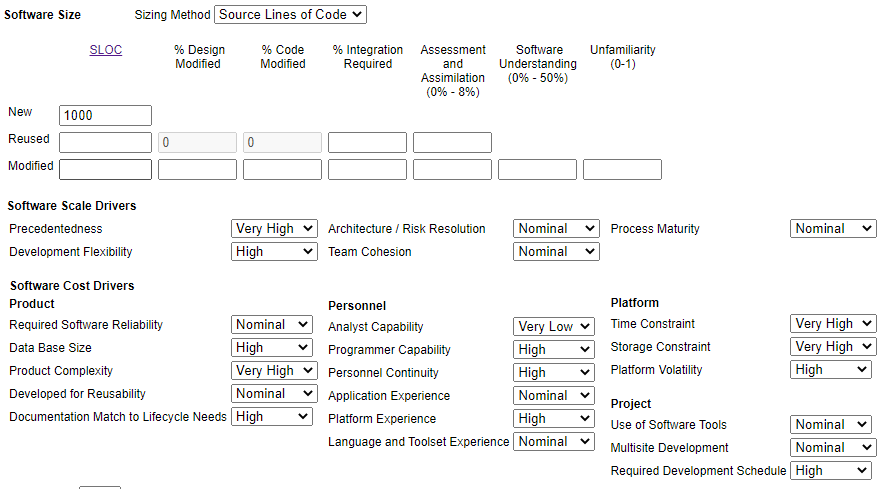 Software Size Sizing Method Source Lines of Code
SLOC % Design Modified % Code Modified % Integration Required Assessment and Assimilation (0% - 8%) Software Understanding (0% - 50%) Unfamiliarity (0-1)
New 1000
Reused 0 0
Modified
Software Scale Drivers
Precedentedness Very High Architecture / Risk Resolution Nominal Process Maturity Nominal
Development Flexibility High Team Cohesion Nominal
Software Cost Drivers
Product
Required Software Reliability Nominal
Data Base Size High
Product Complexity Very High
Developed for Reusability Nominal
Documentation Match to Lifecycle Needs High
Personnel
Analyst Capability Very Low
Programmer Capability High
Personnel Continuity High
Application Experience Nominal
Platform Experience High
Language and Toolset Experience Nominal
Platform
Time Constraint Very High
Storage Constraint Very High
Platform Volatility High
Project
Use of Software Tools Nominal
Multisite Development Nominal
Required Development Schedule High